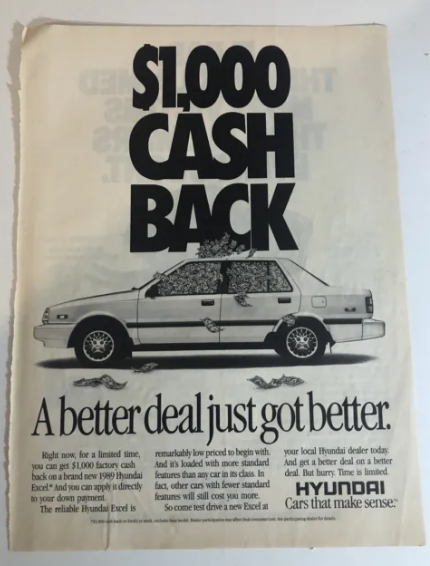 $1,000
CASH
BACK
A better deal just got better.
Right now, for a limited time,
you can get $1,000 factory cash
back on a brand new 1989 Hyundai
Excel.* And you can apply it directly
to your down payment.
The reliable Hyundai Excel is
remarkably low priced to begin with.
And it's loaded with more standard
features than any car in its class. In
fact, other cars with fewer standard
features will still cost you more.
So come test drive a new Excel at
your local Hyundai dealer today.
And get a better deal on a better
deal. But hurry. Time is limited.
HYUNDAI
Cars that make sense.